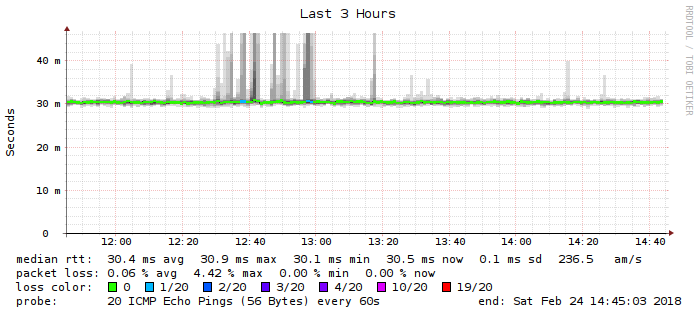 Last 3 Hours
RRDTOOL / TOBI OETIKER
Seconds
40 m
30 m
20 m
10 m
0
12:00 12:20 12:40 13:00 13:20 13:40 14:00 14:20 14:40
median rtt: 30.4 ms avg 30.9 ms max 30.1 ms min 30.5 ms now 0.1 ms sd 236.5 am/s
packet loss: 0.06 % avg 4.42 % max 0.00 % min 0.00 % now
loss color: 0 1/20 2/20 3/20 4/20 10/20 19/20
probe: 20 ICMP Echo Pings (56 Bytes) every 60s end: Sat Feb 24 14:45:03 2018